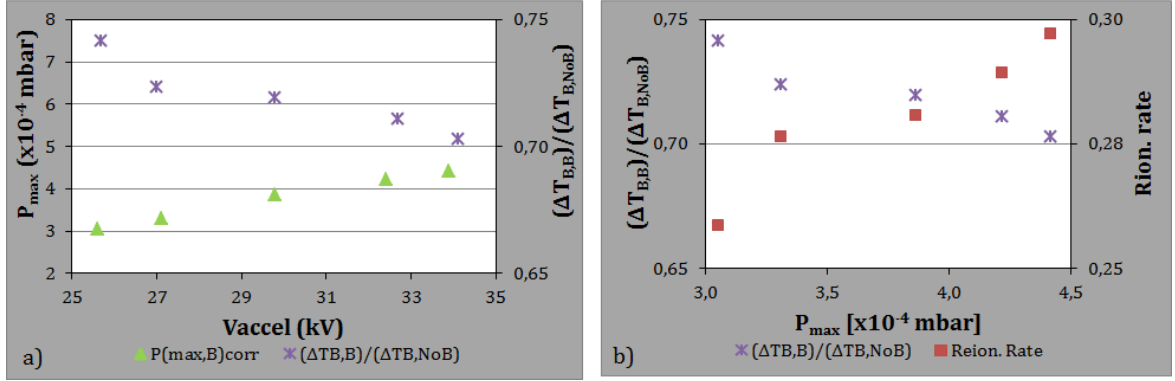 8
7
6
5
4
3
2
P max (x10-4 mbar)
0,75
0,70
0,65
(ΔTB,B)/(ΔTB,NoB)
25 27 29 31 33 35
Vaccel (kV)
a)
P(max,B)corr (ΔTB,B)/(ΔTB,NoB)
0,75
0,70
0,65
(ΔTB,B)/(ΔTB,NoB)
0,30
0,28
0,25
Rion. rate
3,0 3,5 4,0 4,5
Pmax [x10-4 mbar]
b)
(ΔTB,B)/(ΔTB,NoB) Reion. Rate